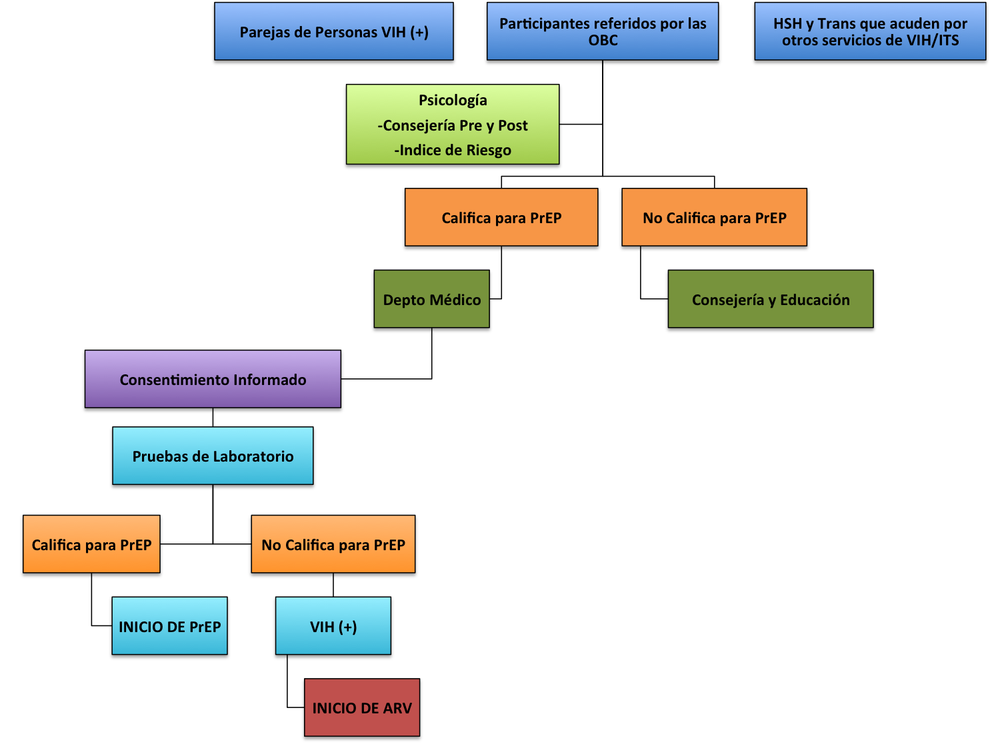 Parejas de Personas VIH (+)
Participantes referidos por las
OBC
HSH y Trans que acuden por
otros servicios de VIH/ITS
Psicología
-Consejería Pre y Post
-Indice de Riesgo
Califica para PrEP
No Califica para PrEP
Depto Médico
Consejería y Educación
Consentimiento Informado
Pruebas de Laboratorio
Califica para PrEP
No Califica para PrEP
INICIO DE PrEP
VIH (+)
INICIO DE ARV